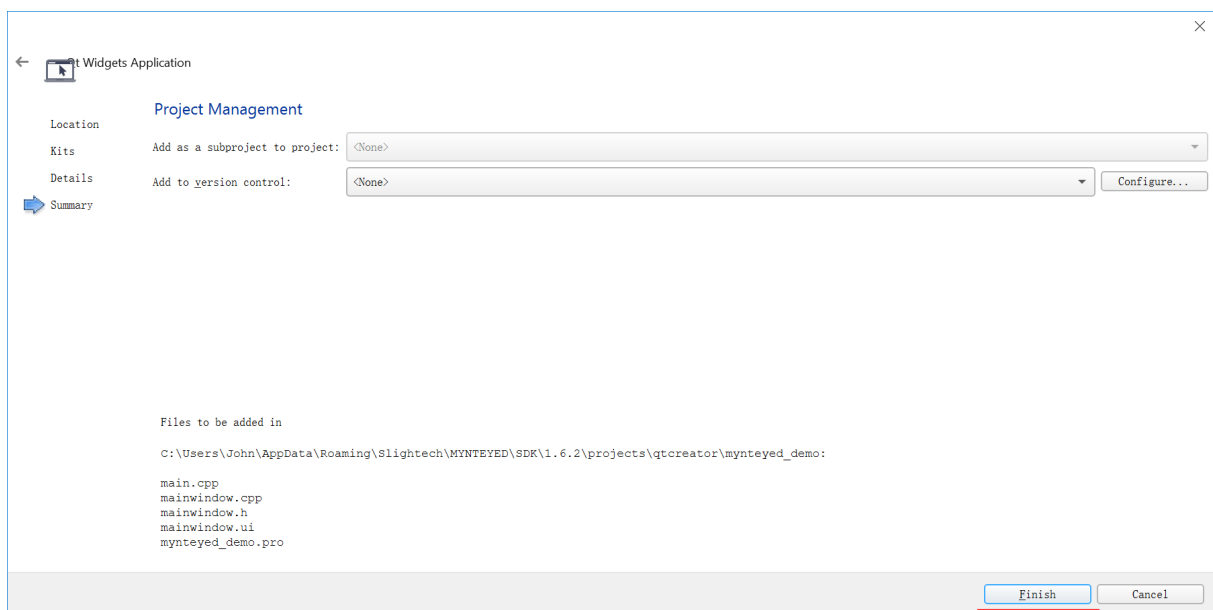 Qt Widgets Application
Project Management
Location
Kits
Details
Summary
Add as a subproject to project: <None>
Add to version control: <None> Configure...
Files to be added in
C:\Users\John\AppData\Roaming\Slightech\MYNTEYED\SDK\1.6.2\projects\qtcreator\mynteyed_demo:
main.cpp
mainwindow.cpp
mainwindow.h
mainwindow.ui
mynteyed_demo.pro
Finish Cancel